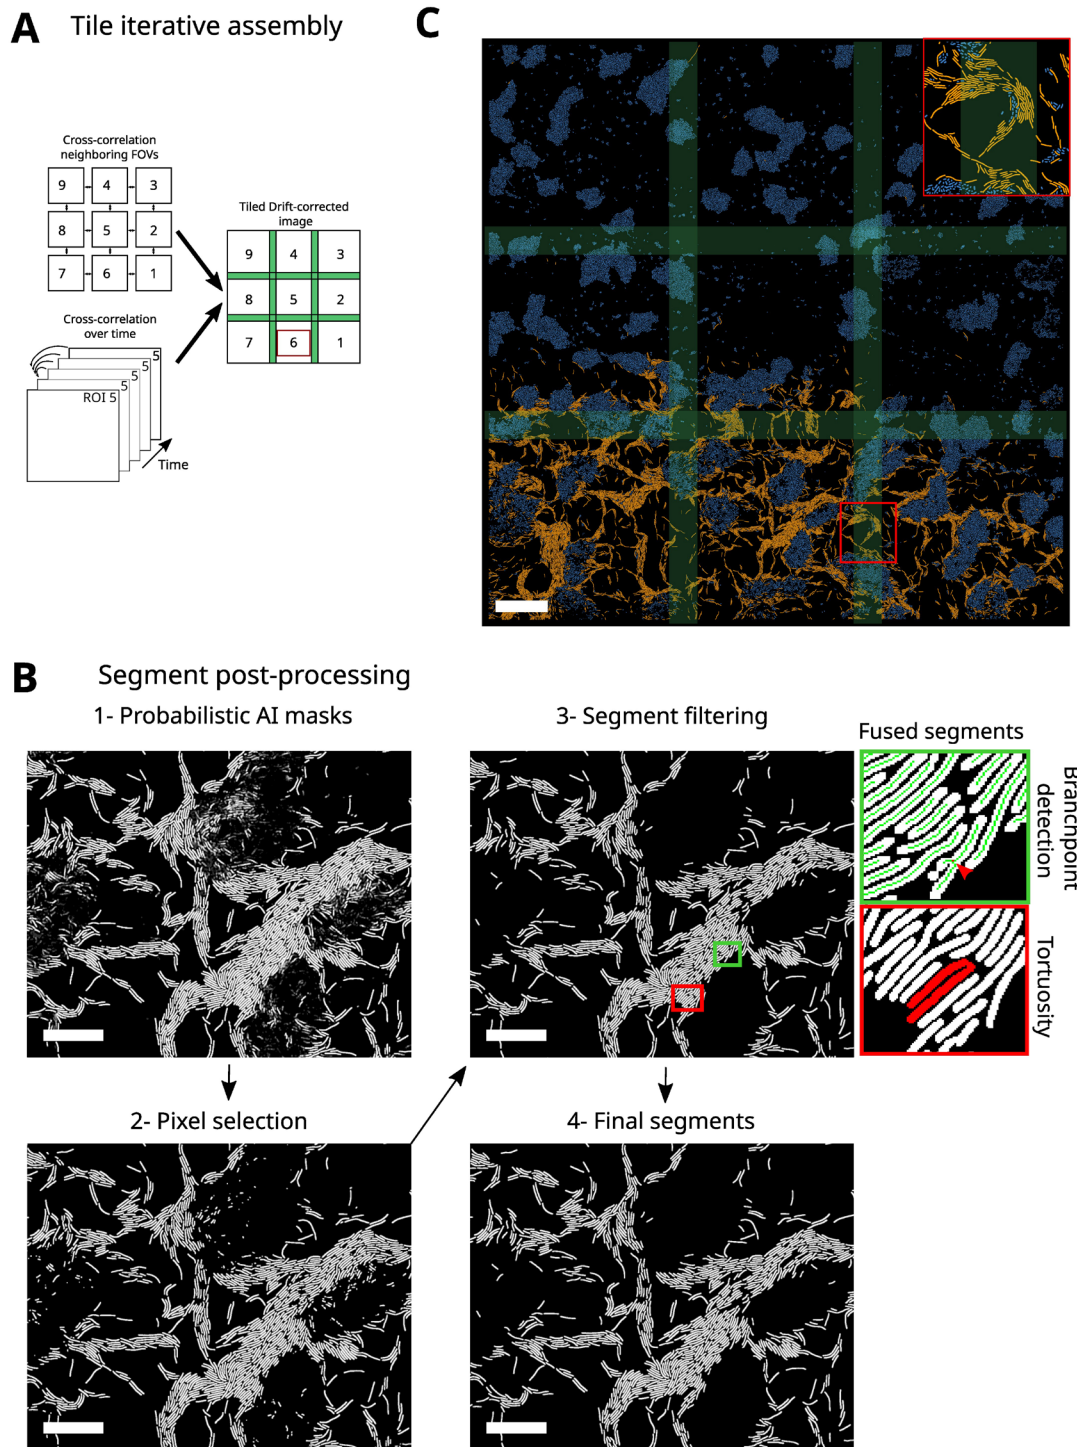 A
Tile iterative assembly
Cross-correlation
neighboring FOVs
9 4 3
8 5 2
7 6 1
Cross-correlation
over time
5
5
5
5
ROI 5
Time
Tiled Drift-corrected
image
9 4 3
8 5 2
7 6 1
C
B
Segment post-processing
1- Probabilistic AI masks
3- Segment filtering
Fused segments
Branchpoint
detection
Tortuosity
2- Pixel selection
4- Final segments